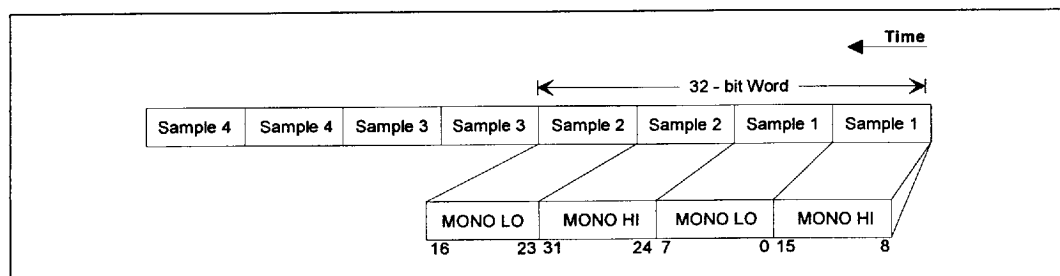 Time
32 - bit Word
Sample 4 Sample 4 Sample 3 Sample 3 Sample 2 Sample 2 Sample 1 Sample 1
MONO LO MONO HI MONO LO MONO HI
16 23 31 24 7 0 15 8